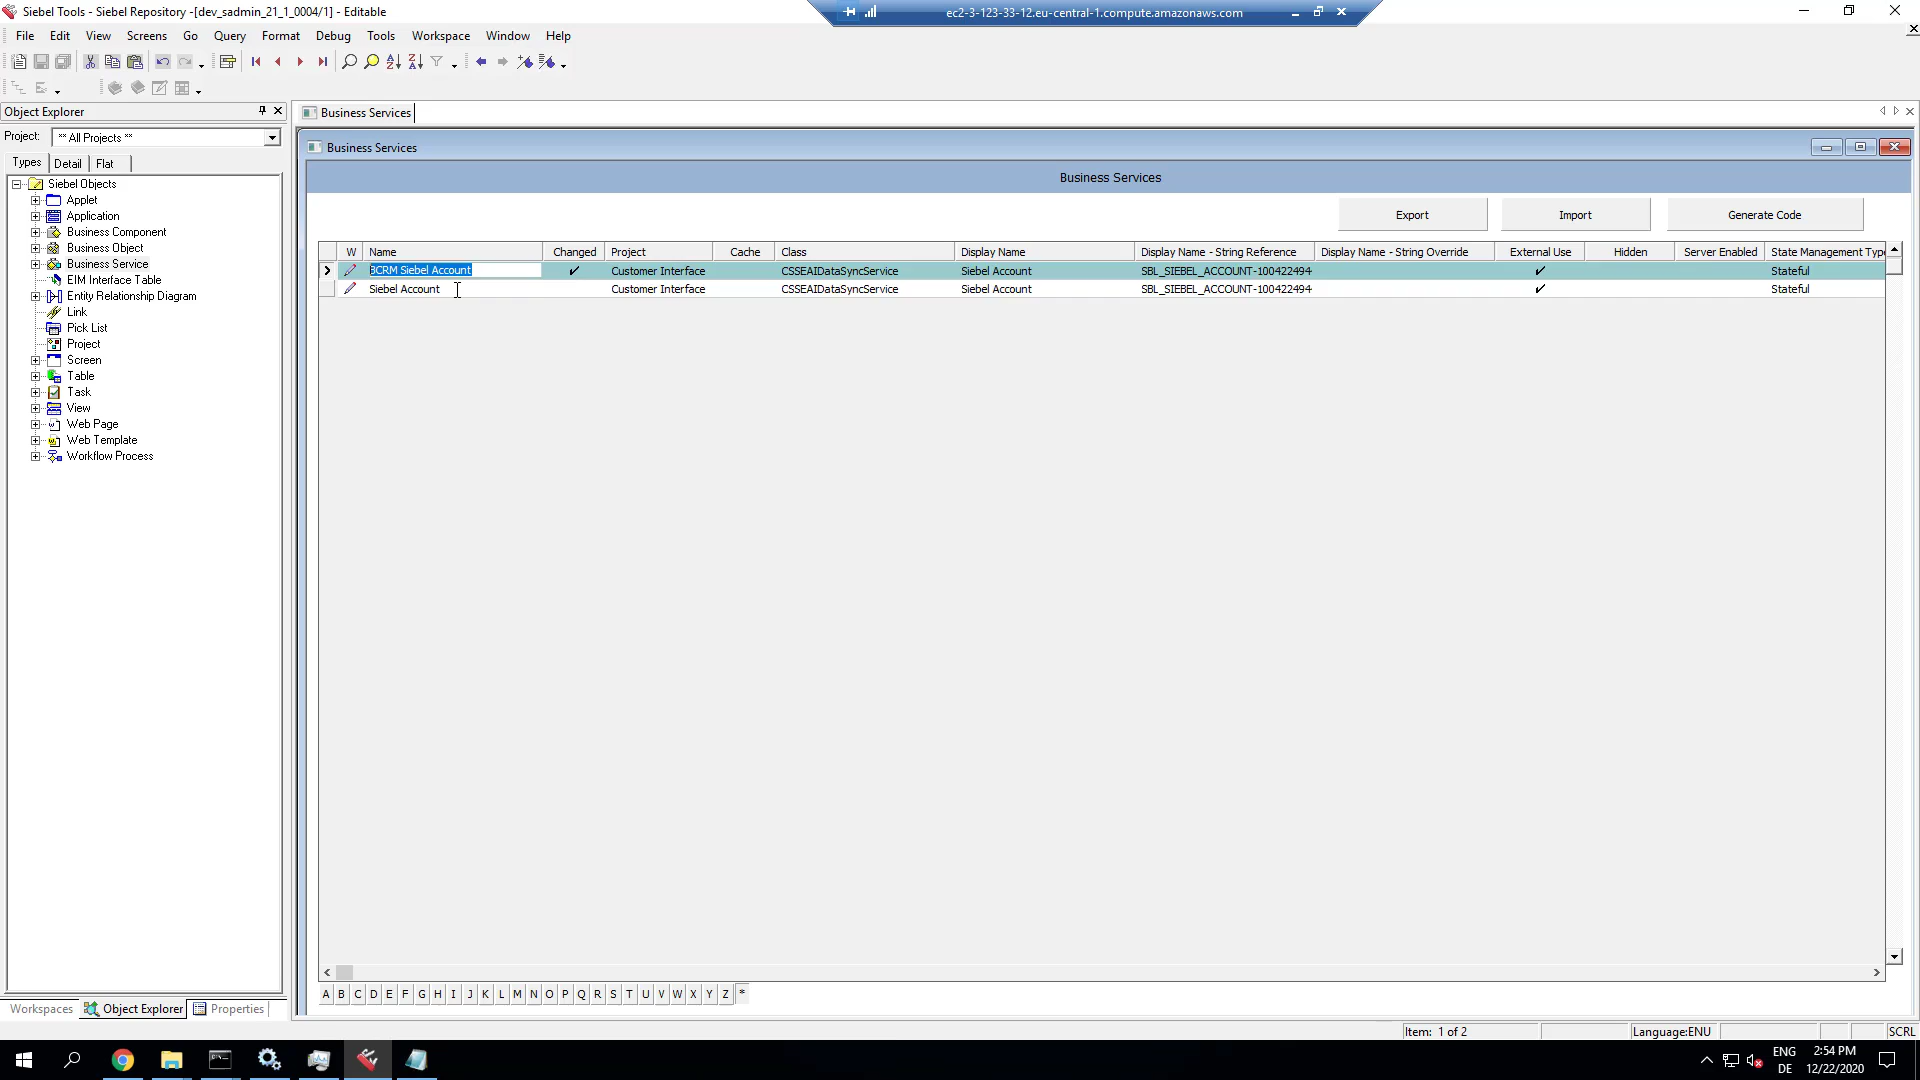 Siebel Tools - Siebel Repository -[dev_sadmin_21_1_0004/1] - Editable
ec2-3-123-33-12.eu-central-1.compute.amazonaws.com
File Edit View Screens Go Query Format Debug Tools Workspace Window Help
Object Explorer
Business Services
Project: ** All Projects **
Types Detail Flat
Business Services
Business Services
Export Import Generate Code
W Name Changed Project Cache Class Display Name Display Name - String Reference Display Name - String Override External Use Hidden Server Enabled State Management Type
BCRM Siebel Account ✓ Customer Interface CSSEAIDataSyncService Siebel Account SBL_SIEBEL_ACCOUNT-100422494 ✓ Stateful
Siebel Account Customer Interface CSSEAIDataSyncService Siebel Account SBL_SIEBEL_ACCOUNT-100422494 ✓ Stateful
Siebel Objects
Applet
Application
Business Component
Business Object
Business Service
EIM Interface Table
Entity Relationship Diagram
Link
Pick List
Project
Screen
Table
Task
View
Web Page
Web Template
Workflow Process
A B C D E F G H I J K L M N O P Q R S T U V W X Y Z *
Workspaces Object Explorer Properties
Item: 1 of 2 Language:ENU SCRL
ENG 2:54 PM
DE 12/22/2020